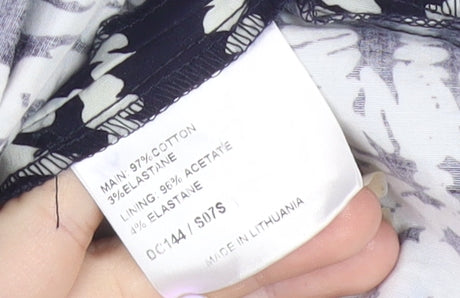 MAIN: 97% COTTON
3% ELASTANE
LINING: 96% ACETATE
4% ELASTANE
DC144 / S07S
MADE IN LITHUANIA